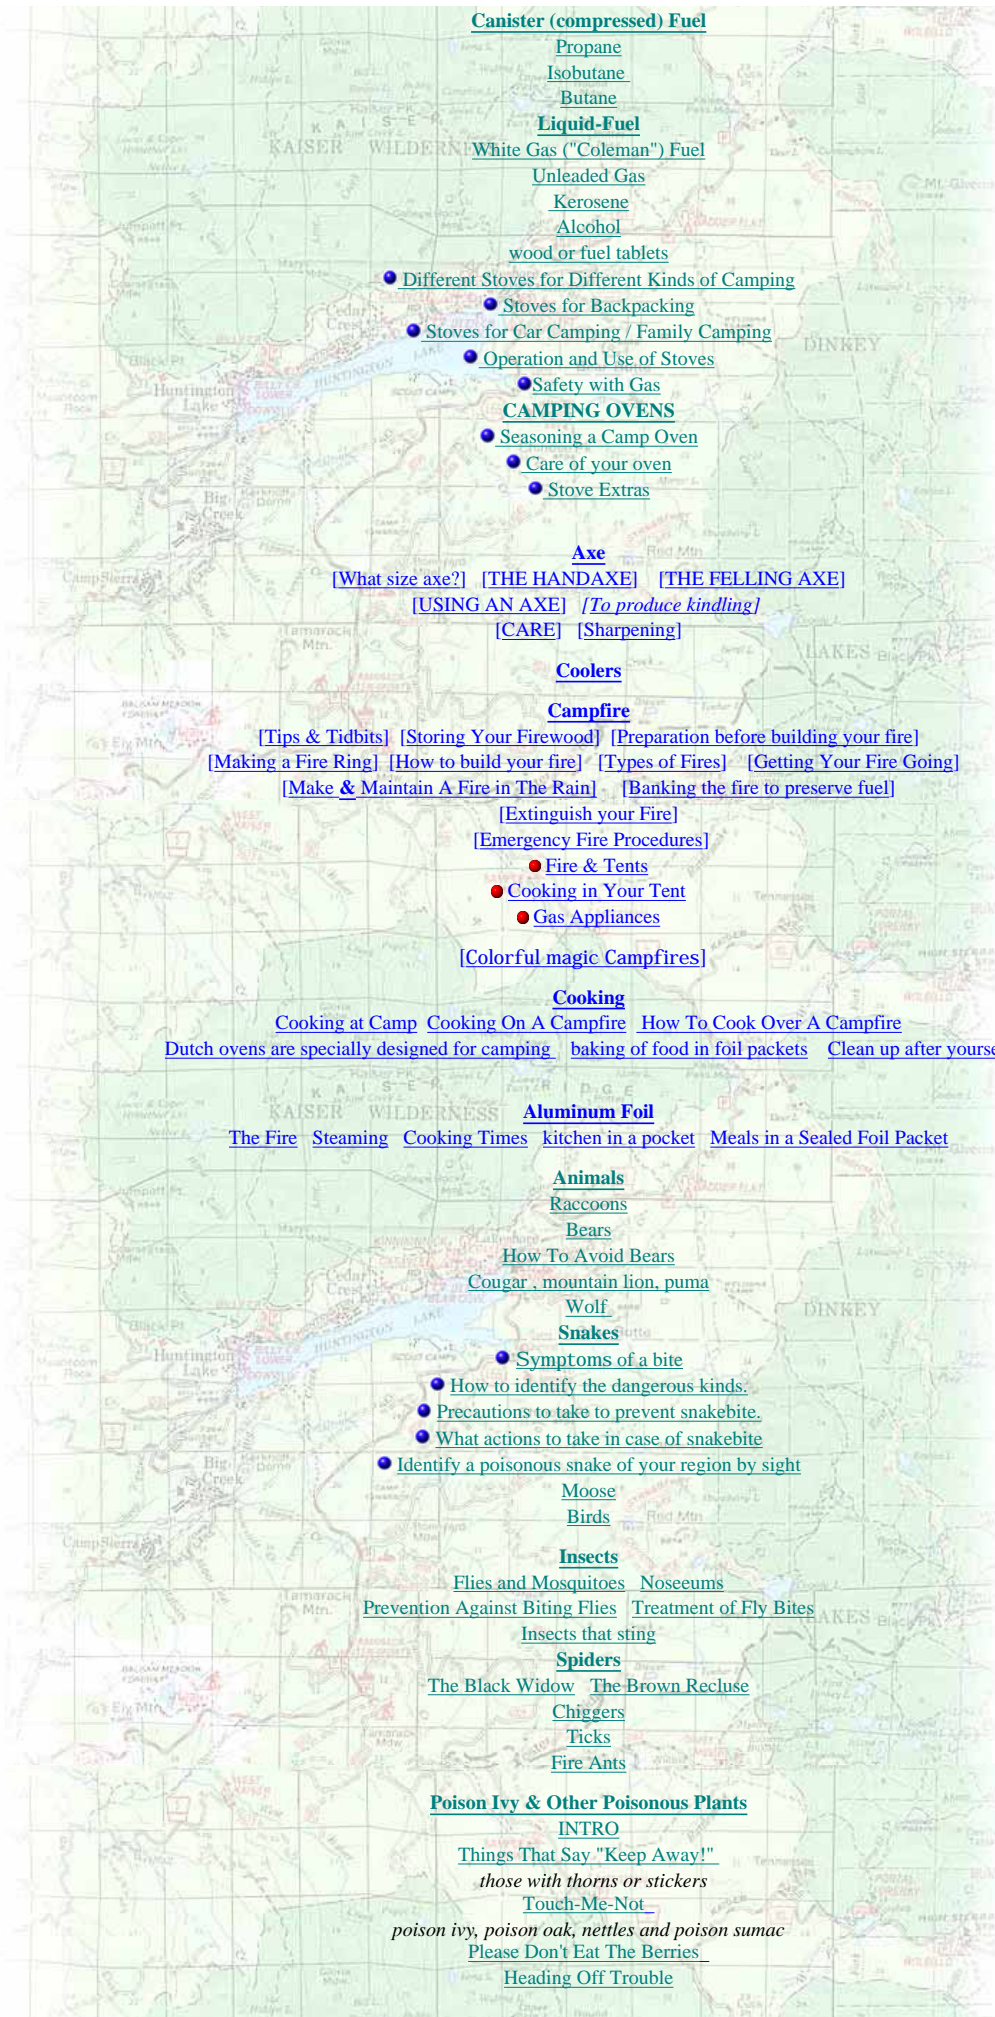 Canister (compressed) Fuel
Propane
Isobutane
Butane
Liquid-Fuel
White Gas ("Coleman") Fuel
Unleaded Gas
Kerosene
Alcohol
wood or fuel tablets
Different Stoves for Different Kinds of Camping
Stoves for Backpacking
Stoves for Car Camping / Family Camping
Operation and Use of Stoves
Safety with Gas
CAMPING OVENS
Seasoning a Camp Oven
Care of your oven
Stove Extras
Axe
[What size axe?] [THE HANDAXE] [THE FELLING AXE]
[USING AN AXE] [To produce kindling]
[CARE] [Sharpening]
Coolers
Campfire
[Tips & Tidbits] [Storing Your Firewood] [Preparation before building your fire]
[Making a Fire Ring] [How to build your fire] [Types of Fires] [Getting Your Fire Going]
[Make & Maintain A Fire in The Rain] [Banking the fire to preserve fuel]
[Extinguish your Fire]
[Emergency Fire Procedures]
Fire & Tents
Cooking in Your Tent
Gas Appliances
[Colorful magic Campfires]
Cooking
Cooking at Camp Cooking On A Campfire How To Cook Over A Campfire
Dutch ovens are specially designed for camping baking of food in foil packets Clean up after yourse
Aluminum Foil
The Fire Steaming Cooking Times kitchen in a pocket Meals in a Sealed Foil Packet
Animals
Raccoons
Bears
How To Avoid Bears
Cougar , mountain lion, puma
Wolf
Snakes
Symptoms of a bite
How to identify the dangerous kinds.
Precautions to take to prevent snakebite.
What actions to take in case of snakebite
Identify a poisonous snake of your region by sight
Moose
Birds
Insects
Flies and Mosquitoes Noseeums
Prevention Against Biting Flies Treatment of Fly Bites
Insects that sting
Spiders
The Black Widow The Brown Recluse
Chiggers
Ticks
Fire Ants
Poison Ivy & Other Poisonous Plants
INTRO
Things That Say "Keep Away!"
those with thorns or stickers
Touch-Me-Not
poison ivy, poison oak, nettles and poison sumac
Please Don't Eat The Berries
Heading Off Trouble